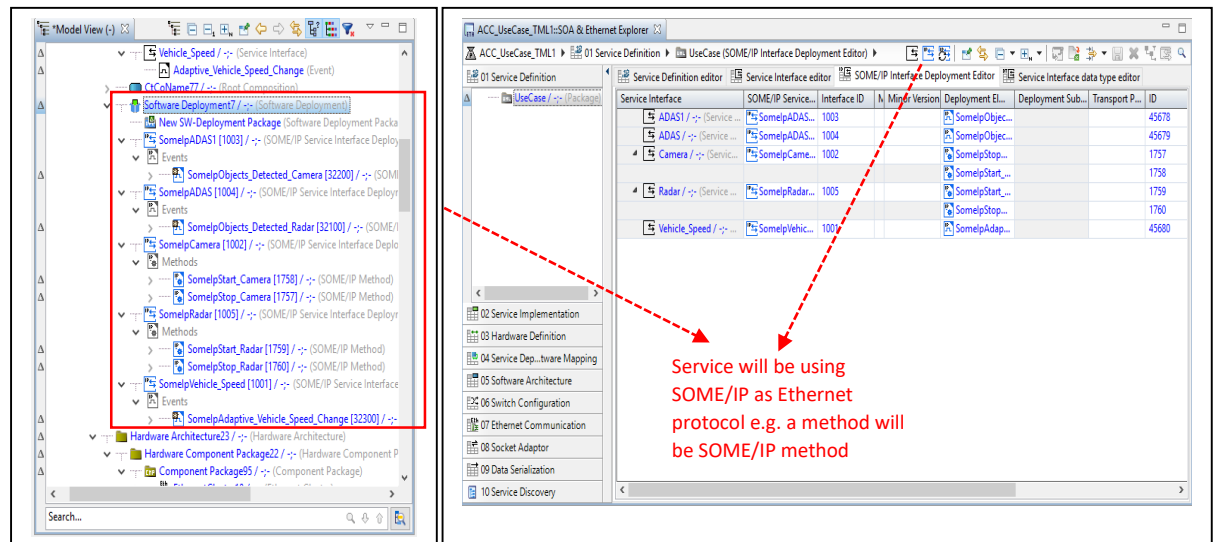 *Model View (-)
Vehicle_Speed / -;- (Service Interface)
Adaptive_Vehicle_Speed_Change (Event)
CtCoName77 / -;- (Root Composition)
Software Deployment7 / -;- (Software Deployment)
New SW-Deployment Package (Software Deployment Packa
SomeIpADAS1 [1003] / -;- (SOME/IP Service Interface Deploy
Events
SomeIpObjects_Detected_Camera [32200] / -;- (SOMI
SomeIpADAS [1004] / -;- (SOME/IP Service Interface Deployr
Events
SomeIpObjects_Detected_Radar [32100] / -;- (SOME/I
SomeIpCamera [1002] / -;- (SOME/IP Service Interface Deplo
Methods
SomeIpStart_Camera [1758] / -;- (SOME/IP Method)
SomeIpStop_Camera [1757] / -;- (SOME/IP Method)
SomeIpRadar [1005] / -;- (SOME/IP Service Interface Deployr
Methods
SomeIpStart_Radar [1759] / -;- (SOME/IP Method)
SomeIpStop_Radar [1760] / -;- (SOME/IP Method)
SomeIpVehicle_Speed [1001] / -;- (SOME/IP Service Interface
Events
SomeIpAdaptive_Vehicle_Speed_Change [32300] / -;-
Hardware Architecture23 / -;- (Hardware Architecture)
Hardware Component Package22 / -;- (Hardware Component P
Component Package95 / -;- (Component Package)
Search...
ACC_UseCase_TML1::SOA & Ethernet Explorer
ACC_UseCase_TML1 01 Service Definition UseCase (SOME/IP Interface Deployment Editor)
01 Service Definition
UseCase / -;- (Package)
02 Service Implementation
03 Hardware Definition
04 Service Dep...tware Mapping
05 Software Architecture
06 Switch Configuration
07 Ethernet Communication
08 Socket Adaptor
09 Data Serialization
10 Service Discovery
Service Definition editor Service Interface editor SOME/IP Interface Deployment Editor Service Interface data type editor
Service Interface SOME/IP Service... Interface ID M Minor Version Deployment El... Deployment Sub... Transport P... ID
ADAS1 / -;- (Service ... SomeIpADAS... 1003 SomeIpObjec... 45678
ADAS / -;- (Service ... SomeIpADAS... 1004 SomeIpObjec... 45679
Camera / -;- (Servic... SomeIpCame... 1002 SomeIpStop... 1757
SomeIpStart_... 1758
Radar / -;- (Service ... SomeIpRadar... 1005 SomeIpStart_... 1759
SomeIpStop... 1760
Vehicle_Speed / -;- ... SomeIpVehic... 1001 SomeIpAdap... 45680
Service will be using
SOME/IP as Ethernet
protocol e.g. a method will
be SOME/IP method